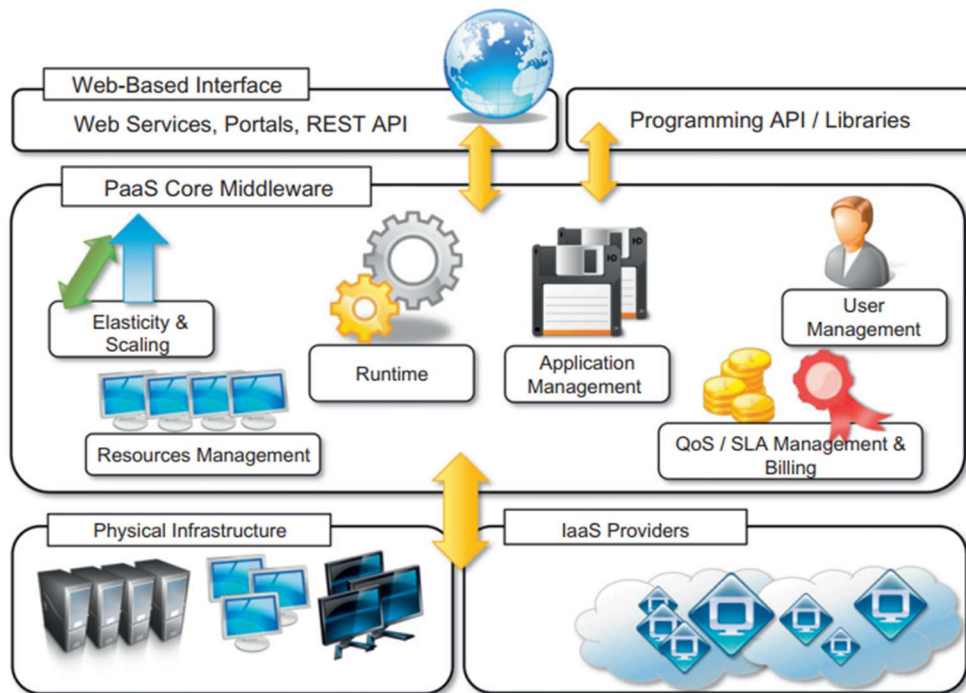 Web-Based Interface
Web Services, Portals, REST API
Programming API / Libraries
PaaS Core Middleware
Elasticity &
Scaling
Runtime
Application
Management
User
Management
Resources Management
QoS / SLA Management &
Billing
Physical Infrastructure
IaaS Providers